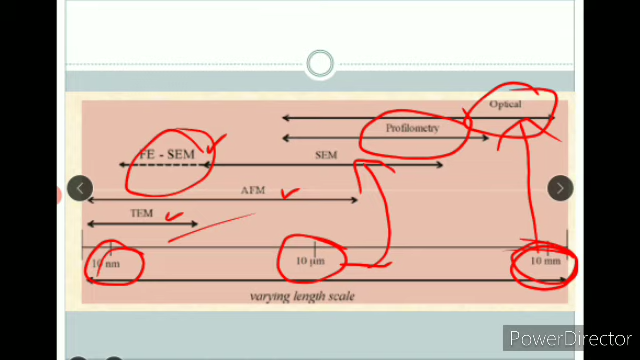 Optical
Profilometry
FE - SEM
SEM
AFM
TEM
10 nm
10 µm
10 mm
varying length scale
PowerDirector